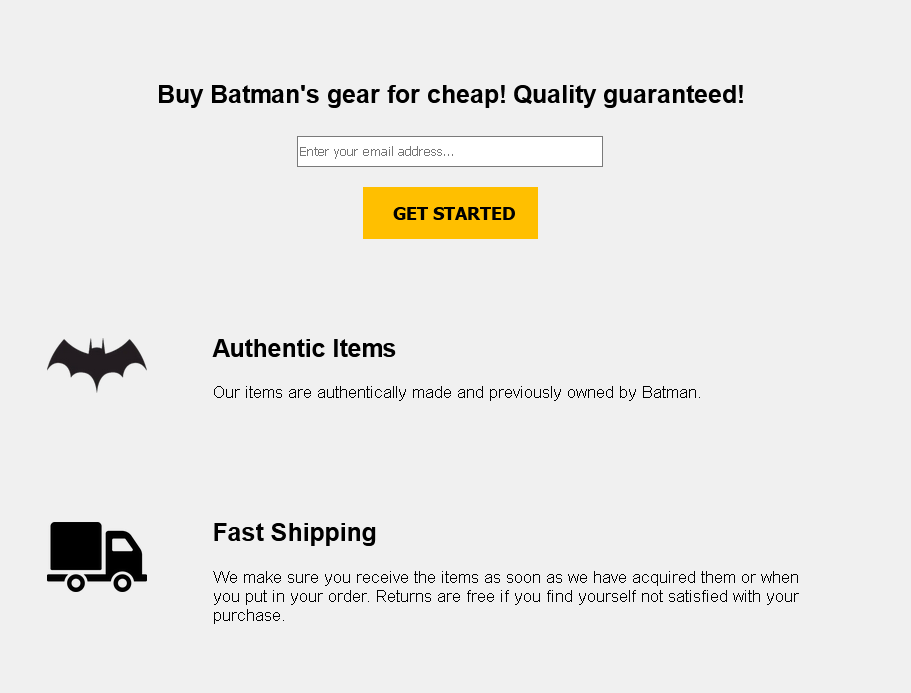 Buy Batman's gear for cheap! Quality guaranteed!
Enter your email address...
GET STARTED
Authentic Items
Our items are authentically made and previously owned by Batman.
Fast Shipping
We make sure you receive the items as soon as we have acquired them or when
you put in your order. Returns are free if you find yourself not satisfied with your
purchase.